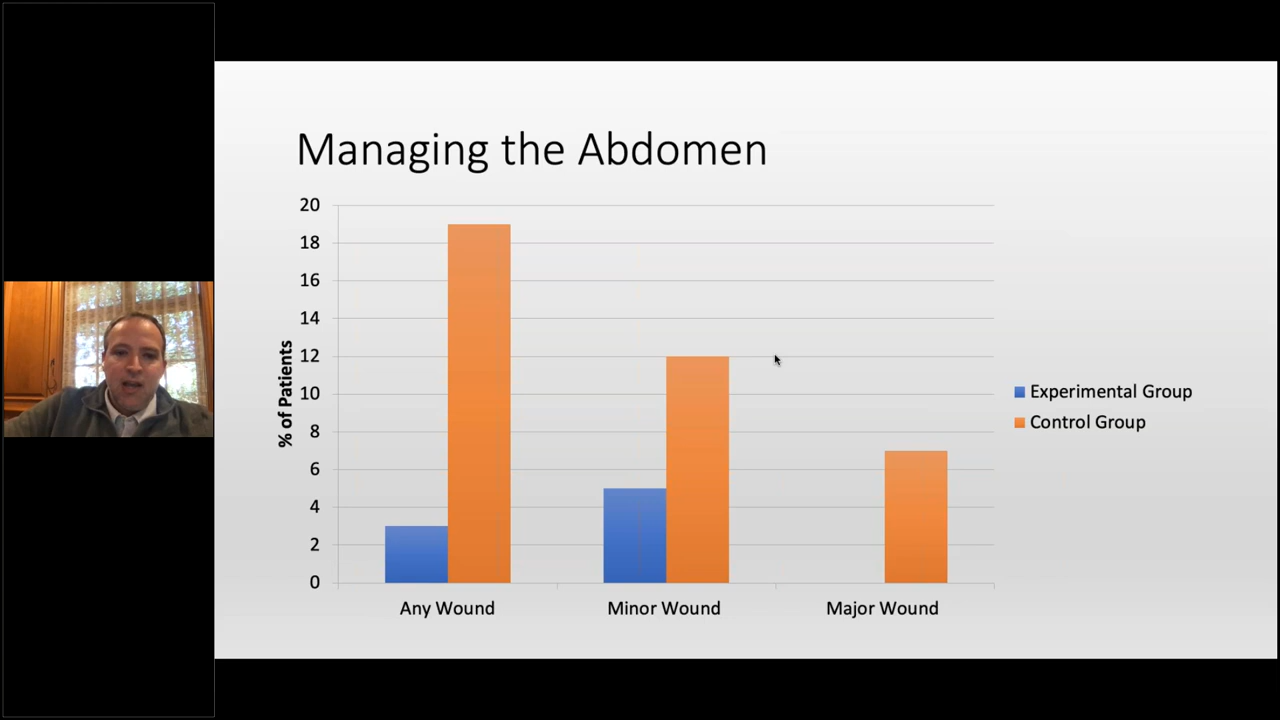 Managing the Abdomen
% of Patients
20
18
16
14
12
10
8
6
4
2
0
Any Wound
Minor Wound
Major Wound
Experimental Group
Control Group